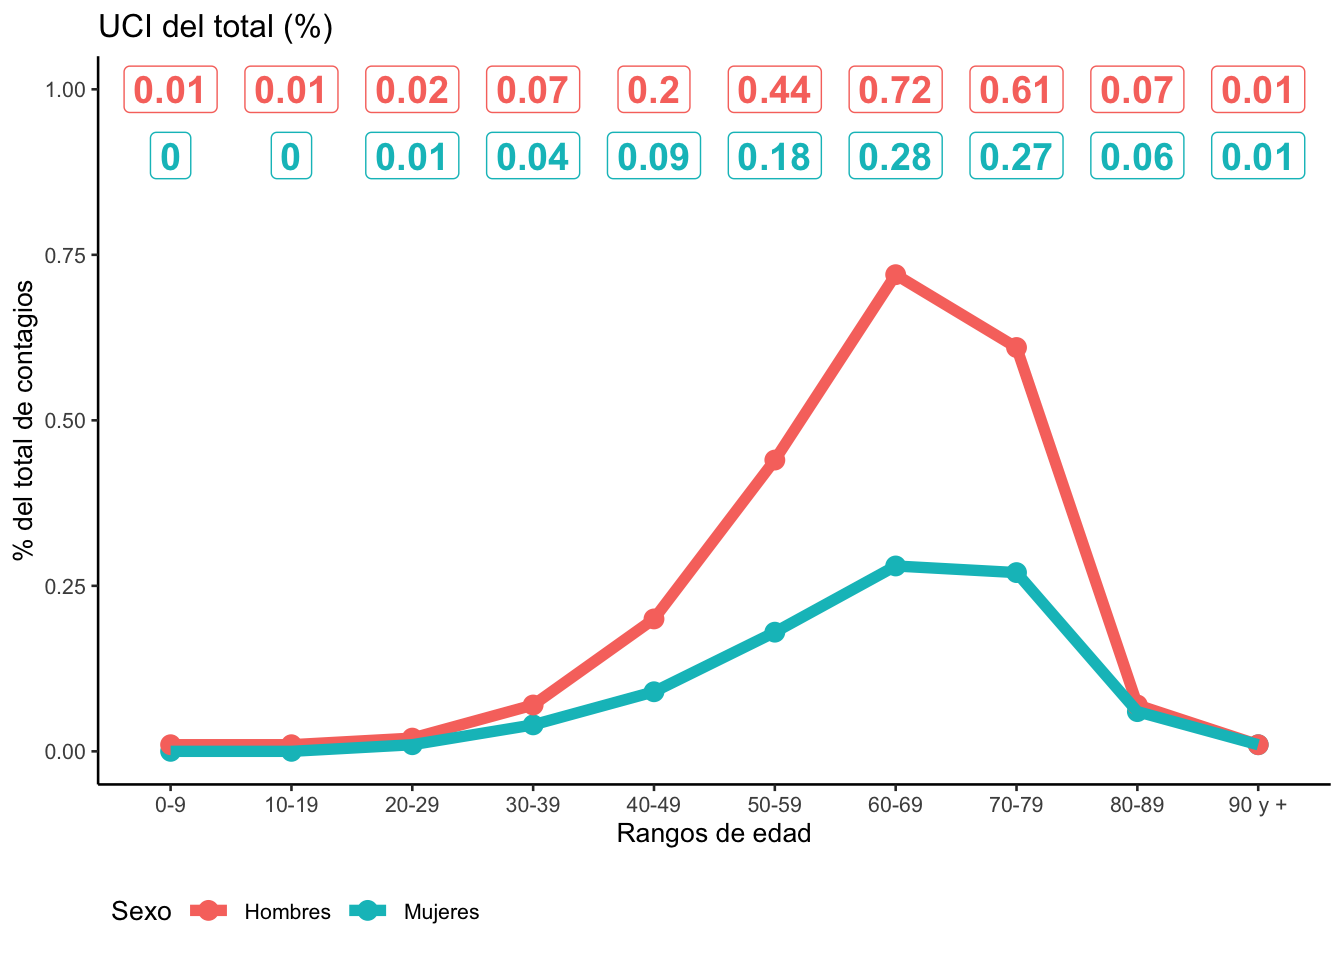 UCI del total (%)
0.01 0.01 0.02 0.07 0.2 0.44 0.72 0.61 0.07 0.01
0 0 0.01 0.04 0.09 0.18 0.28 0.27 0.06 0.01
1.00
0.75
0.50
0.25
0.00
% del total de contagios
0-9 10-19 20-29 30-39 40-49 50-59 60-69 70-79 80-89 90 y +
Rangos de edad
Sexo Hombres Mujeres